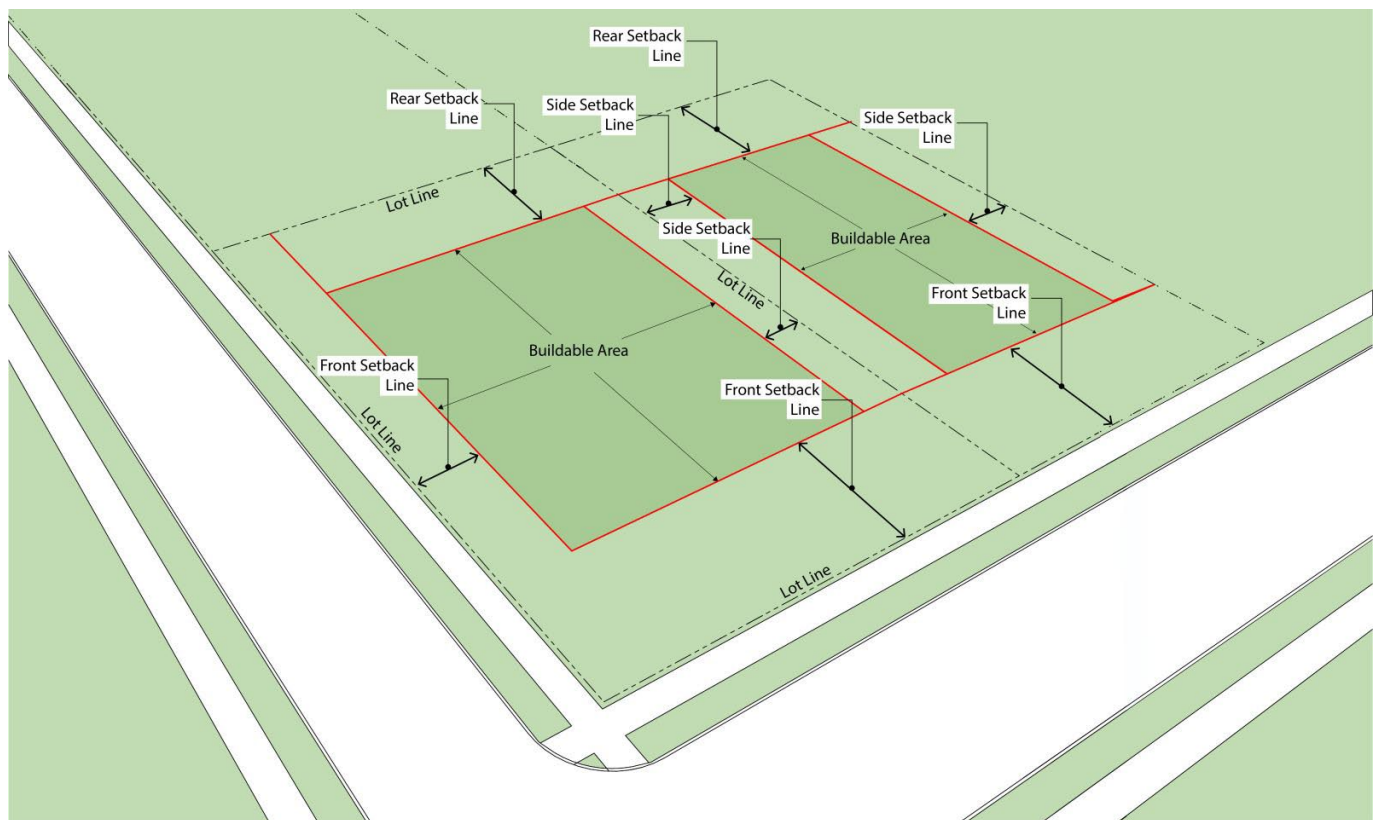 Rear Setback
Line
Rear Setback
Line
Side Setback
Line
Side Setback
Line
Lot Line
Side Setback
Line
Buildable Area
Lot Line
Front Setback
Line
Buildable Area
Front Setback
Line
Front Setback
Line
Lot Line
Lot Line